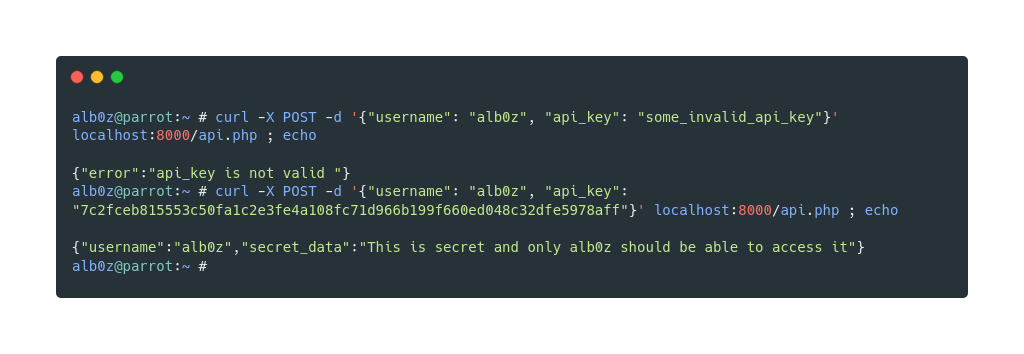 alb0z@parrot:~ # curl -X POST -d '{"username": "alb0z", "api_key": "some_invalid_api_key"}'
localhost:8000/api.php ; echo
{"error":"api_key is not valid "}
alb0z@parrot:~ # curl -X POST -d '{"username": "alb0z", "api_key":
"7c2fceb815553c50fa1c2e3fe4a108fc71d966b199f660ed048c32dfe5978aff"}' localhost:8000/api.php ; echo
{"username":"alb0z","secret_data":"This is secret and only alb0z should be able to access it"}
alb0z@parrot:~ #